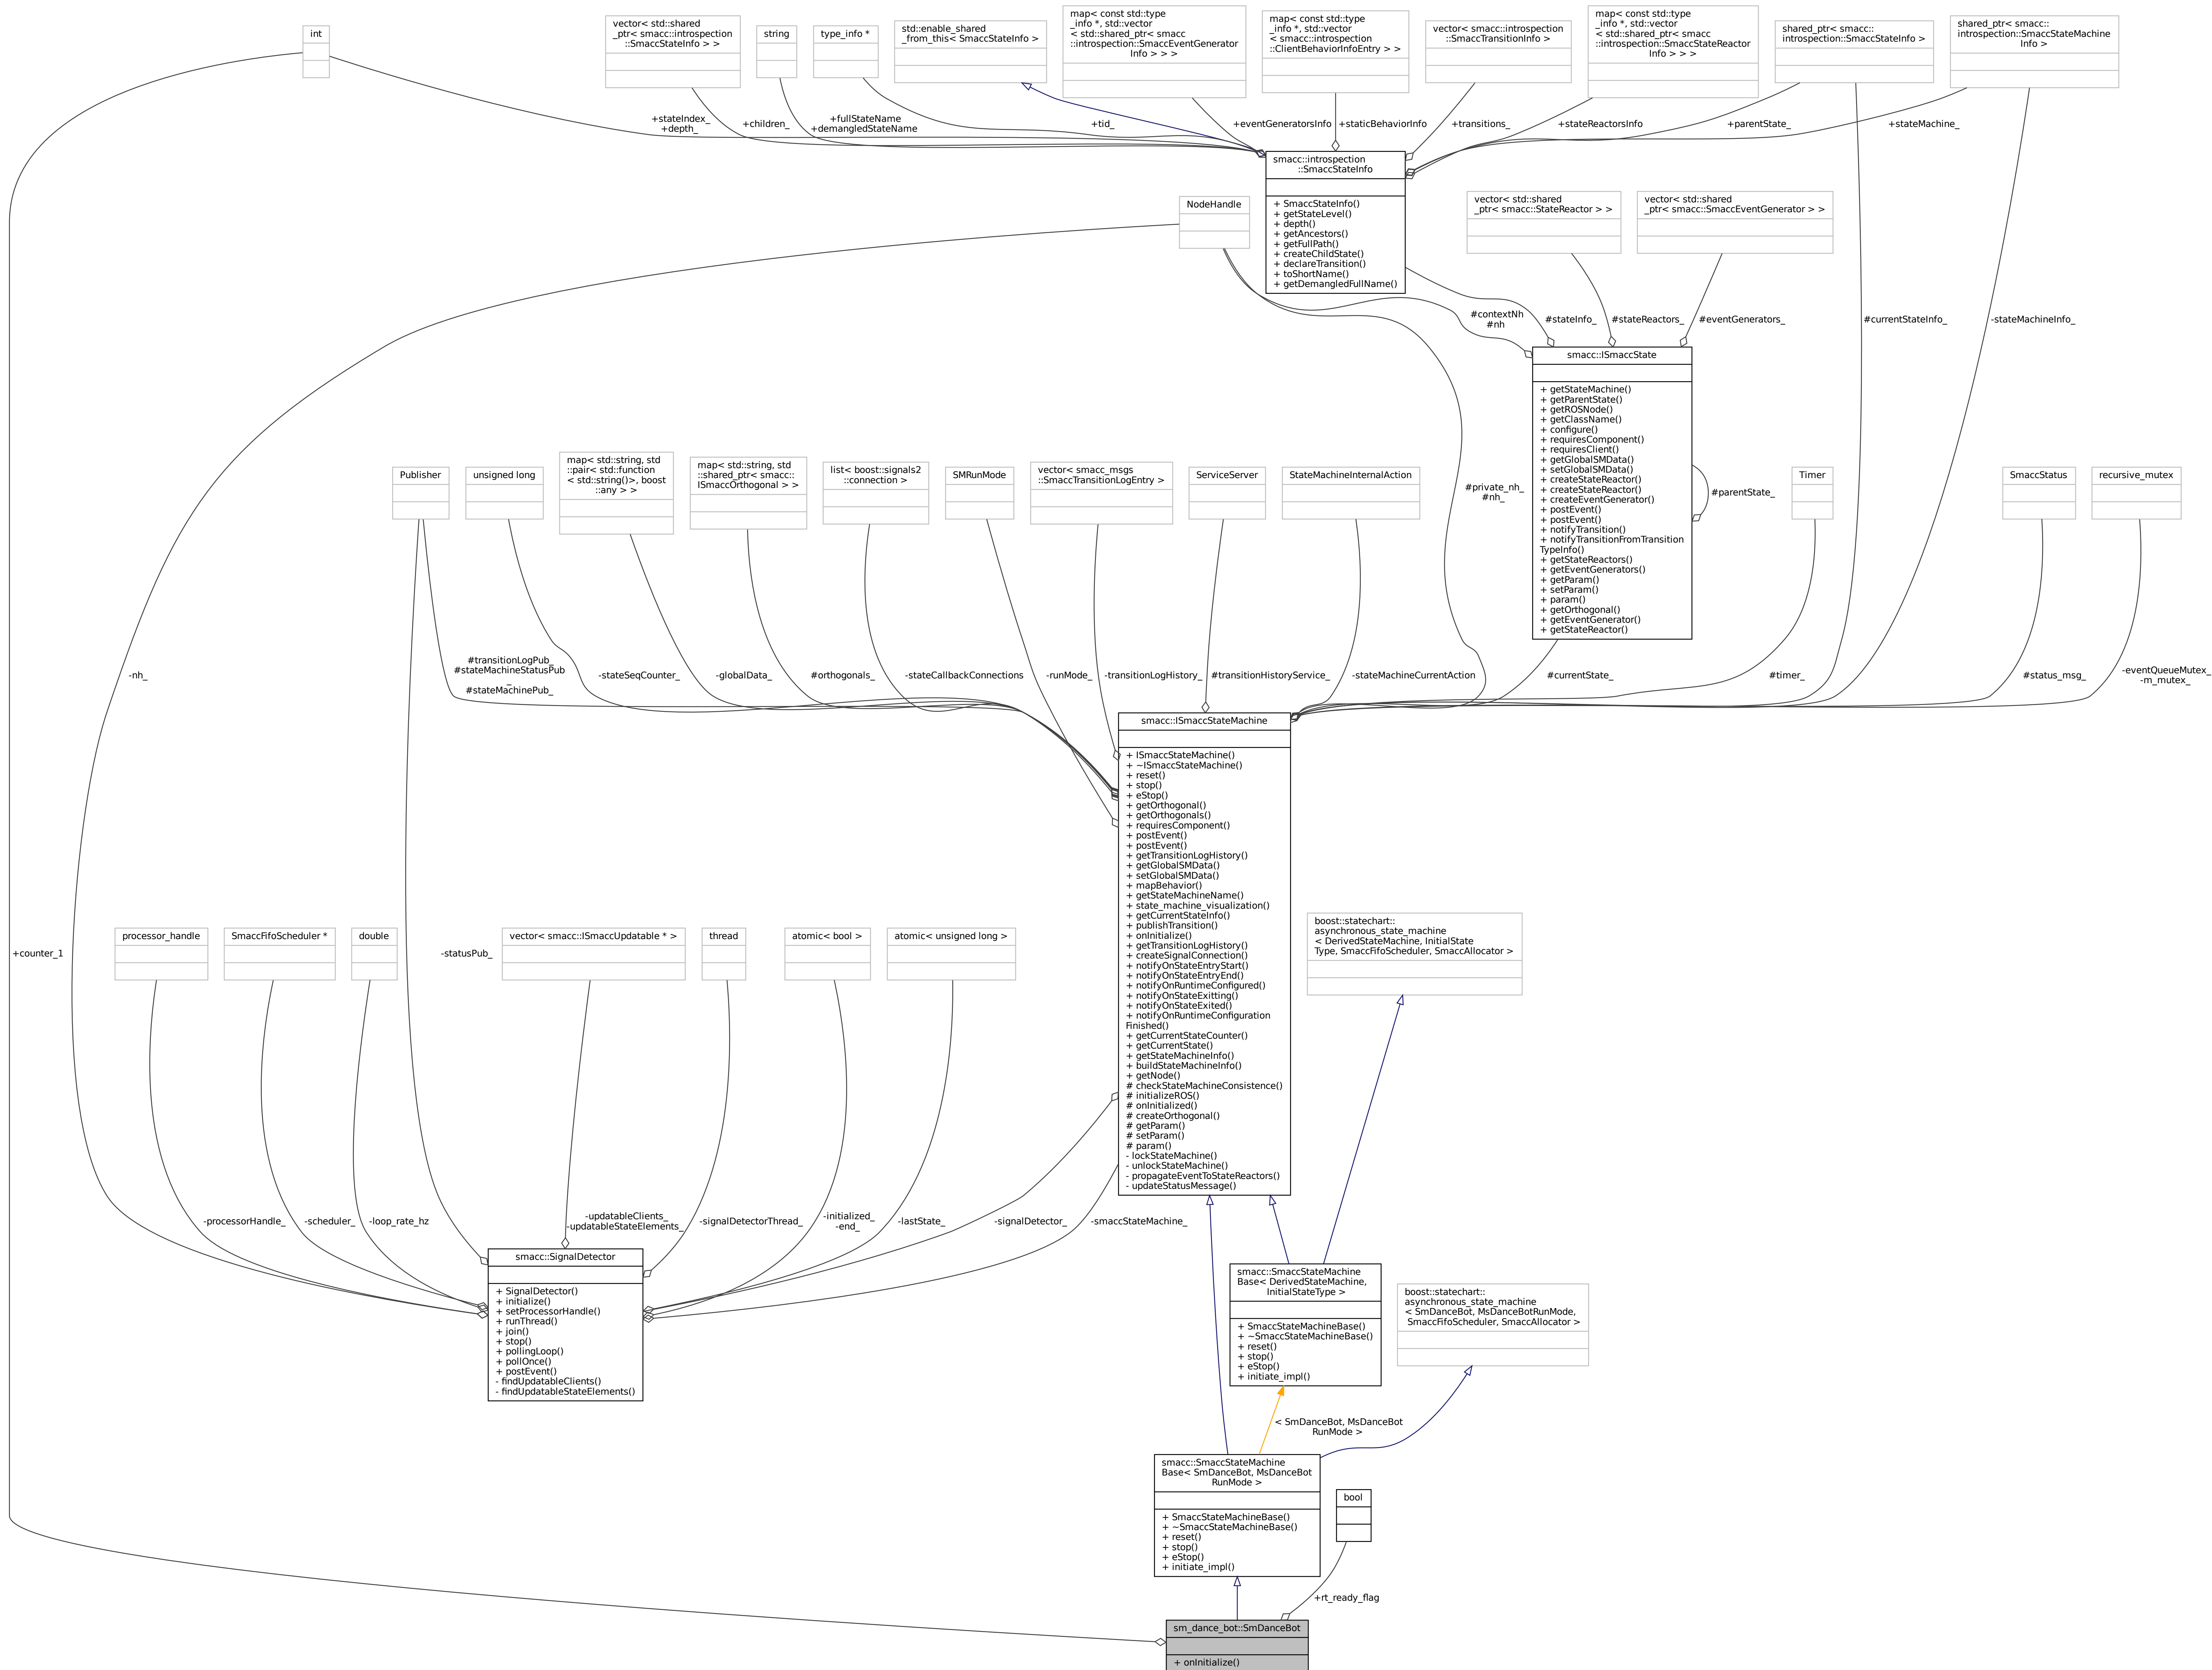 int
vector< std::shared
_ptr< smacc::introspection
::SmaccStateInfo > >
string
type_info *
std::enable_shared
_from_this< SmaccStateInfo >
map< const std::type
_info *, std::vector
< std::shared_ptr< smacc
::introspection::SmaccEventGenerator
Info > > >
map< const std::type
_info *, std::vector
< smacc::introspection
::ClientBehaviorInfoEntry > >
vector< smacc::introspection
::SmaccTransitionInfo >
map< const std::type
_info *, std::vector
< std::shared_ptr< smacc
::introspection::SmaccStateReactor
Info > > >
shared_ptr< smacc::
introspection::SmaccStateInfo >
shared_ptr< smacc::
introspection::SmaccStateMachine
Info >
+stateIndex_
+depth_
+children_
+fullStateName
+demangledStateName
+tid_
+eventGeneratorsInfo
+staticBehaviorInfo
+transitions_
+stateReactorsInfo
+parentState_
+stateMachine_
smacc::introspection
::SmaccStateInfo
+ SmaccStateInfo()
+ getStateLevel()
+ depth()
+ getAncestors()
+ getFullPath()
+ createChildState()
+ declareTransition()
+ toShortName()
+ getDemangledFullName()
NodeHandle
vector< std::shared
_ptr< smacc::StateReactor > >
vector< std::shared
_ptr< smacc::SmaccEventGenerator > >
#contextNh
#nh
#stateInfo_
#stateReactors_
#eventGenerators_
#currentStateInfo_
-stateMachineInfo_
smacc::ISmaccState
+ getStateMachine()
+ getParentState()
+ getROSNode()
+ getClassName()
+ configure()
+ requiresComponent()
+ requiresClient()
+ getGlobalSMData()
+ setGlobalSMData()
+ createStateReactor()
+ createStateReactor()
+ createEventGenerator()
+ postEvent()
+ postEvent()
+ notifyTransition()
+ notifyTransitionFromTransition
TypeInfo()
+ getStateReactors()
+ getEventGenerators()
+ getParam()
+ setParam()
+ param()
+ getOrthogonal()
+ getEventGenerator()
+ getStateReactor()
#parentState_
#private_nh_
#nh_
Publisher
unsigned long
map< std::string, std
::pair< std::function
< std::string()>, boost
::any > >
map< std::string, std
::shared_ptr< smacc::
ISmaccOrthogonal > >
list< boost::signals2
::connection >
SMRunMode
vector< smacc_msgs
::SmaccTransitionLogEntry >
ServiceServer
StateMachineInternalAction
Timer
SmaccStatus
recursive_mutex
-nh_
#transitionLogPub_
#stateMachineStatusPub
_
#stateMachinePub_
-stateSeqCounter_
-globalData_
#orthogonals_
-stateCallbackConnections
-runMode_
-transitionLogHistory_
#transitionHistoryService_
-stateMachineCurrentAction
#currentState_
#timer_
#status_msg_
-eventQueueMutex_
-m_mutex_
smacc::ISmaccStateMachine
+ ISmaccStateMachine()
+ ~ISmaccStateMachine()
+ reset()
+ stop()
+ eStop()
+ getOrthogonal()
+ getOrthogonals()
+ requiresComponent()
+ postEvent()
+ postEvent()
+ getTransitionLogHistory()
+ getGlobalSMData()
+ setGlobalSMData()
+ mapBehavior()
+ getStateMachineName()
+ state_machine_visualization()
+ getCurrentStateInfo()
+ publishTransition()
+ onInitialize()
+ getTransitionLogHistory()
+ createSignalConnection()
+ notifyOnStateEntryStart()
+ notifyOnStateEntryEnd()
+ notifyOnRuntimeConfigured()
+ notifyOnStateExitting()
+ notifyOnStateExited()
+ notifyOnRuntimeConfiguration
Finished()
+ getCurrentStateCounter()
+ getCurrentState()
+ getStateMachineInfo()
+ buildStateMachineInfo()
+ getNode()
# checkStateMachineConsistence()
# initializeROS()
# onInitialized()
# createOrthogonal()
# getParam()
# setParam()
# param()
- lockStateMachine()
- unlockStateMachine()
- propagateEventToStateReactors()
- updateStatusMessage()
+counter_1
processor_handle
SmaccFifoScheduler *
double
-statusPub_
vector< smacc::ISmaccUpdatable * >
thread
atomic< bool >
atomic< unsigned long >
boost::statechart::
asynchronous_state_machine
< DerivedStateMachine, InitialState
Type, SmaccFifoScheduler, SmaccAllocator >
-processorHandle_
-scheduler_
-loop_rate_hz
-updatableClients_
-updatableStateElements_
-signalDetectorThread_
-initialized_
-end_
-lastState_
-signalDetector_
-smaccStateMachine_
smacc::SignalDetector
+ SignalDetector()
+ initialize()
+ setProcessorHandle()
+ runThread()
+ join()
+ stop()
+ pollingLoop()
+ pollOnce()
+ postEvent()
- findUpdatableClients()
- findUpdatableStateElements()
smacc::SmaccStateMachine
Base< DerivedStateMachine,
InitialStateType >
+ SmaccStateMachineBase()
+ ~SmaccStateMachineBase()
+ reset()
+ stop()
+ eStop()
+ initiate_impl()
boost::statechart::
asynchronous_state_machine
< SmDanceBot, MsDanceBotRunMode,
SmaccFifoScheduler, SmaccAllocator >
< SmDanceBot, MsDanceBot
RunMode >
smacc::SmaccStateMachine
Base< SmDanceBot, MsDanceBot
RunMode >
+ SmaccStateMachineBase()
+ ~SmaccStateMachineBase()
+ reset()
+ stop()
+ eStop()
+ initiate_impl()
bool
+rt_ready_flag
sm_dance_bot::SmDanceBot
+ onInitialize()